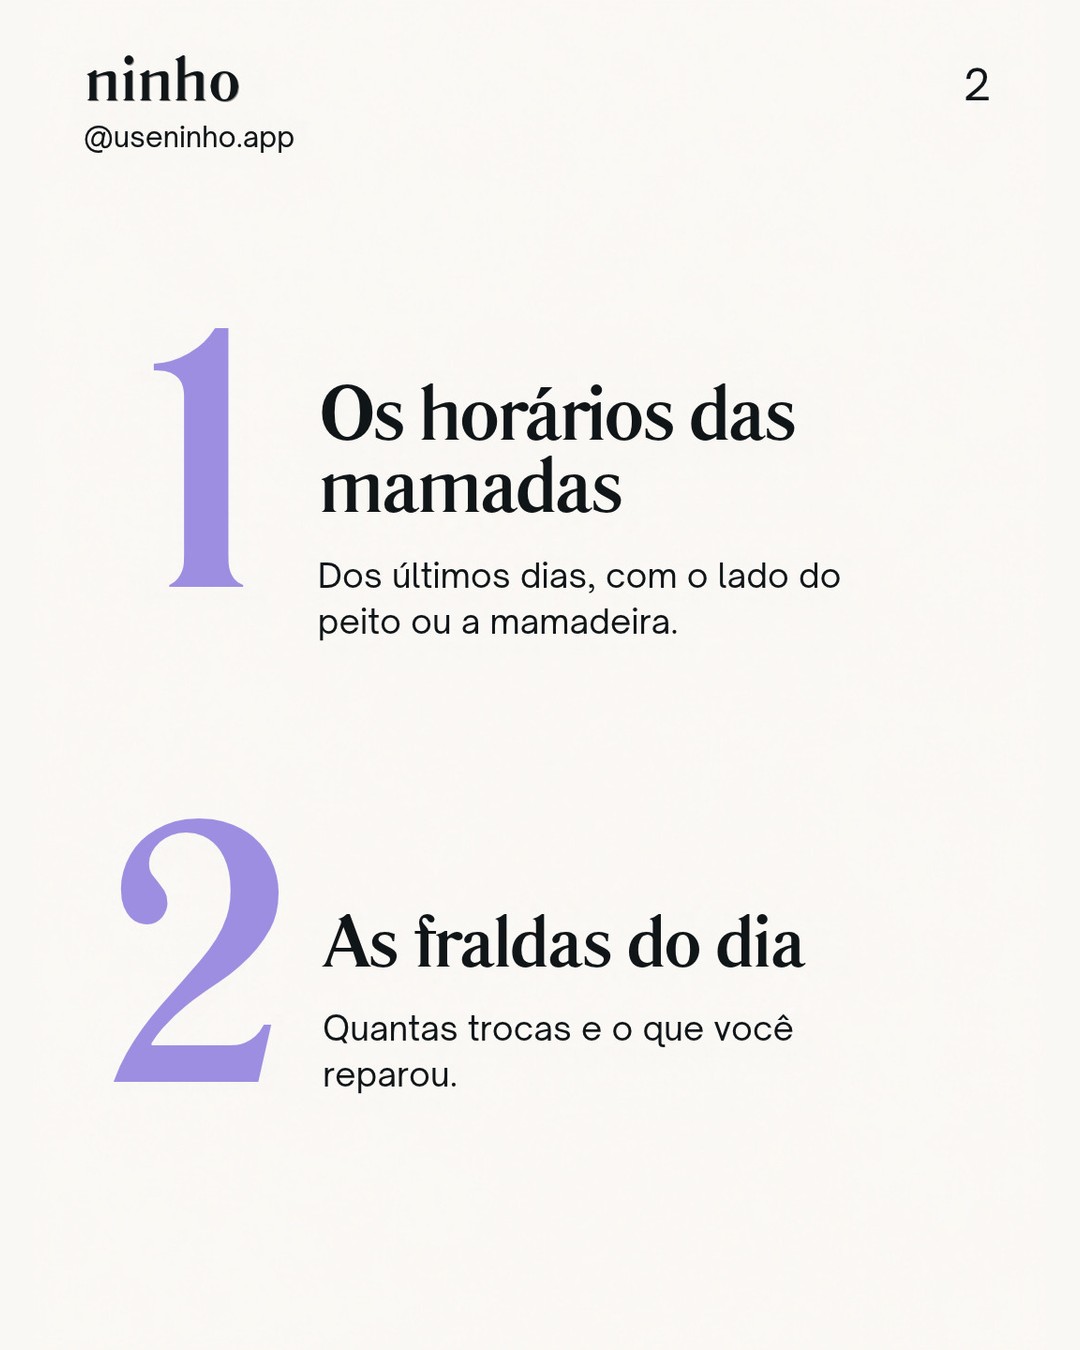 ninho
@useninho.app
2
1
Os horários das
mamadas
Dos últimos dias, com o lado do
peito ou a mamadeira.
2
As fraldas do dia
Quantas trocas e o que você
reparou.